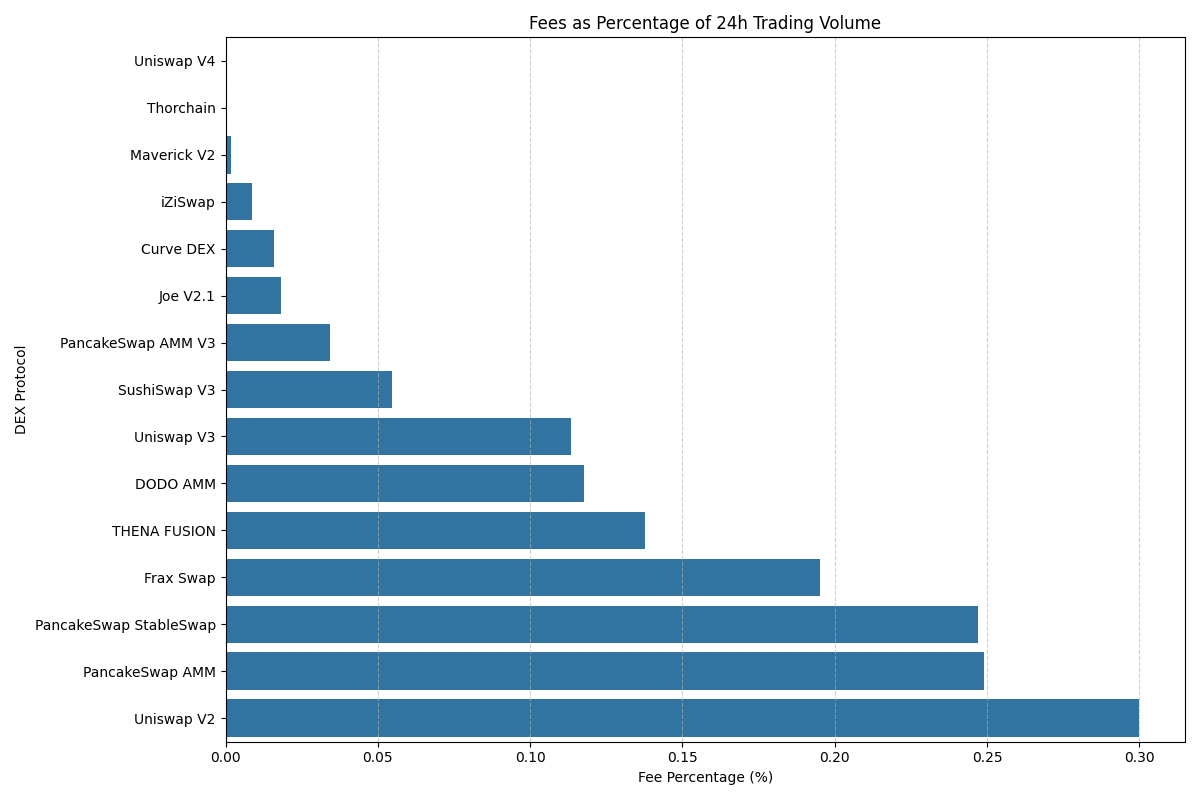 Fees as Percentage of 24h Trading Volume
DEX Protocol
Uniswap V4
Thorchain
Maverick V2
iZiSwap
Curve DEX
Joe V2.1
PancakeSwap AMM V3
SushiSwap V3
Uniswap V3
DODO AMM
THENA FUSION
Frax Swap
PancakeSwap StableSwap
PancakeSwap AMM
Uniswap V2
0.00 0.05 0.10 0.15 0.20 0.25 0.30
Fee Percentage (%)